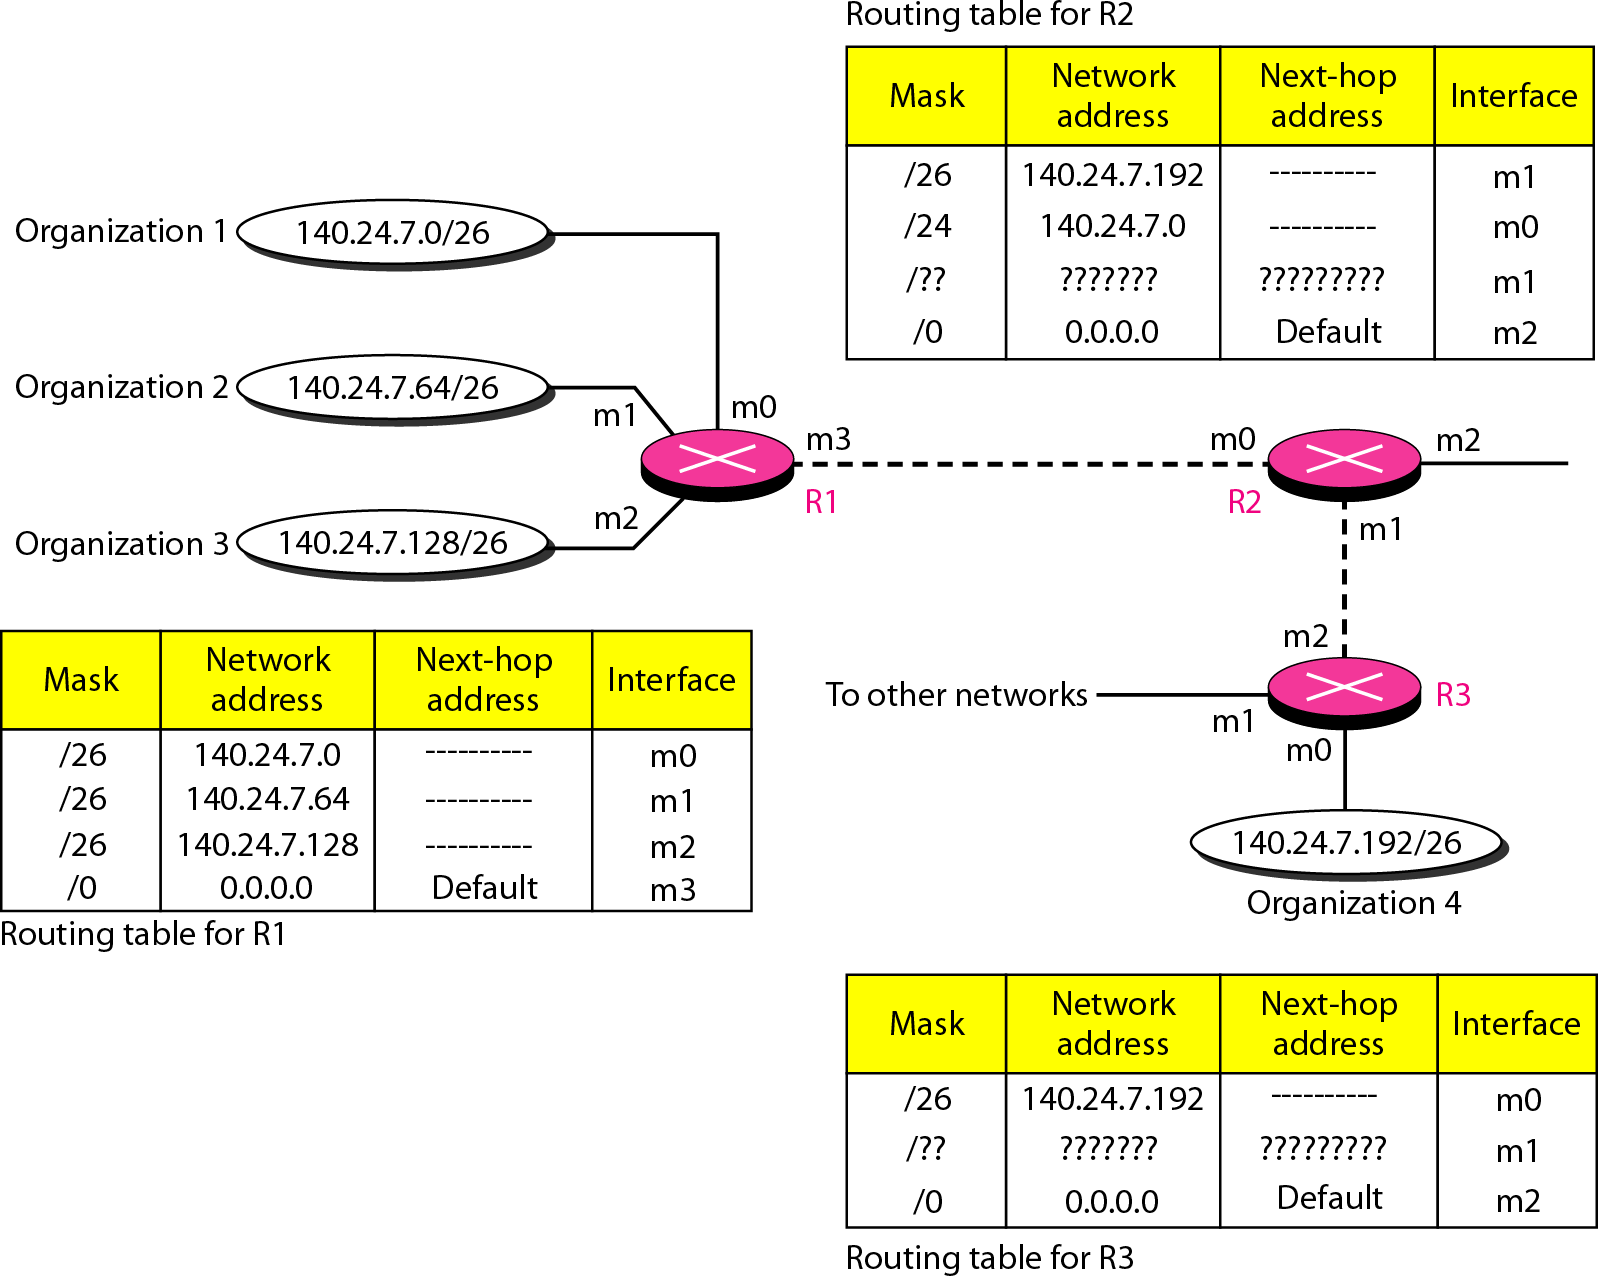 Routing table for R2
Mask Network address Next-hop address Interface
/26 140.24.7.192 ---------- m1
/24 140.24.7.0 ---------- m0
/?? ??????? ????????? m1
/0 0.0.0.0 Default m2
Organization 1 140.24.7.0/26
Organization 2 140.24.7.64/26
Organization 3 140.24.7.128/26
m0
m1
m2
m3
R1
m0
m2
R2
m1
m2
To other networks
R3
m1
m0
140.24.7.192/26
Organization 4
Mask Network address Next-hop address Interface
/26 140.24.7.0 ---------- m0
/26 140.24.7.64 ---------- m1
/26 140.24.7.128 ---------- m2
/0 0.0.0.0 Default m3
Routing table for R1
Mask Network address Next-hop address Interface
/26 140.24.7.192 ---------- m0
/?? ??????? ????????? m1
/0 0.0.0.0 Default m2
Routing table for R3